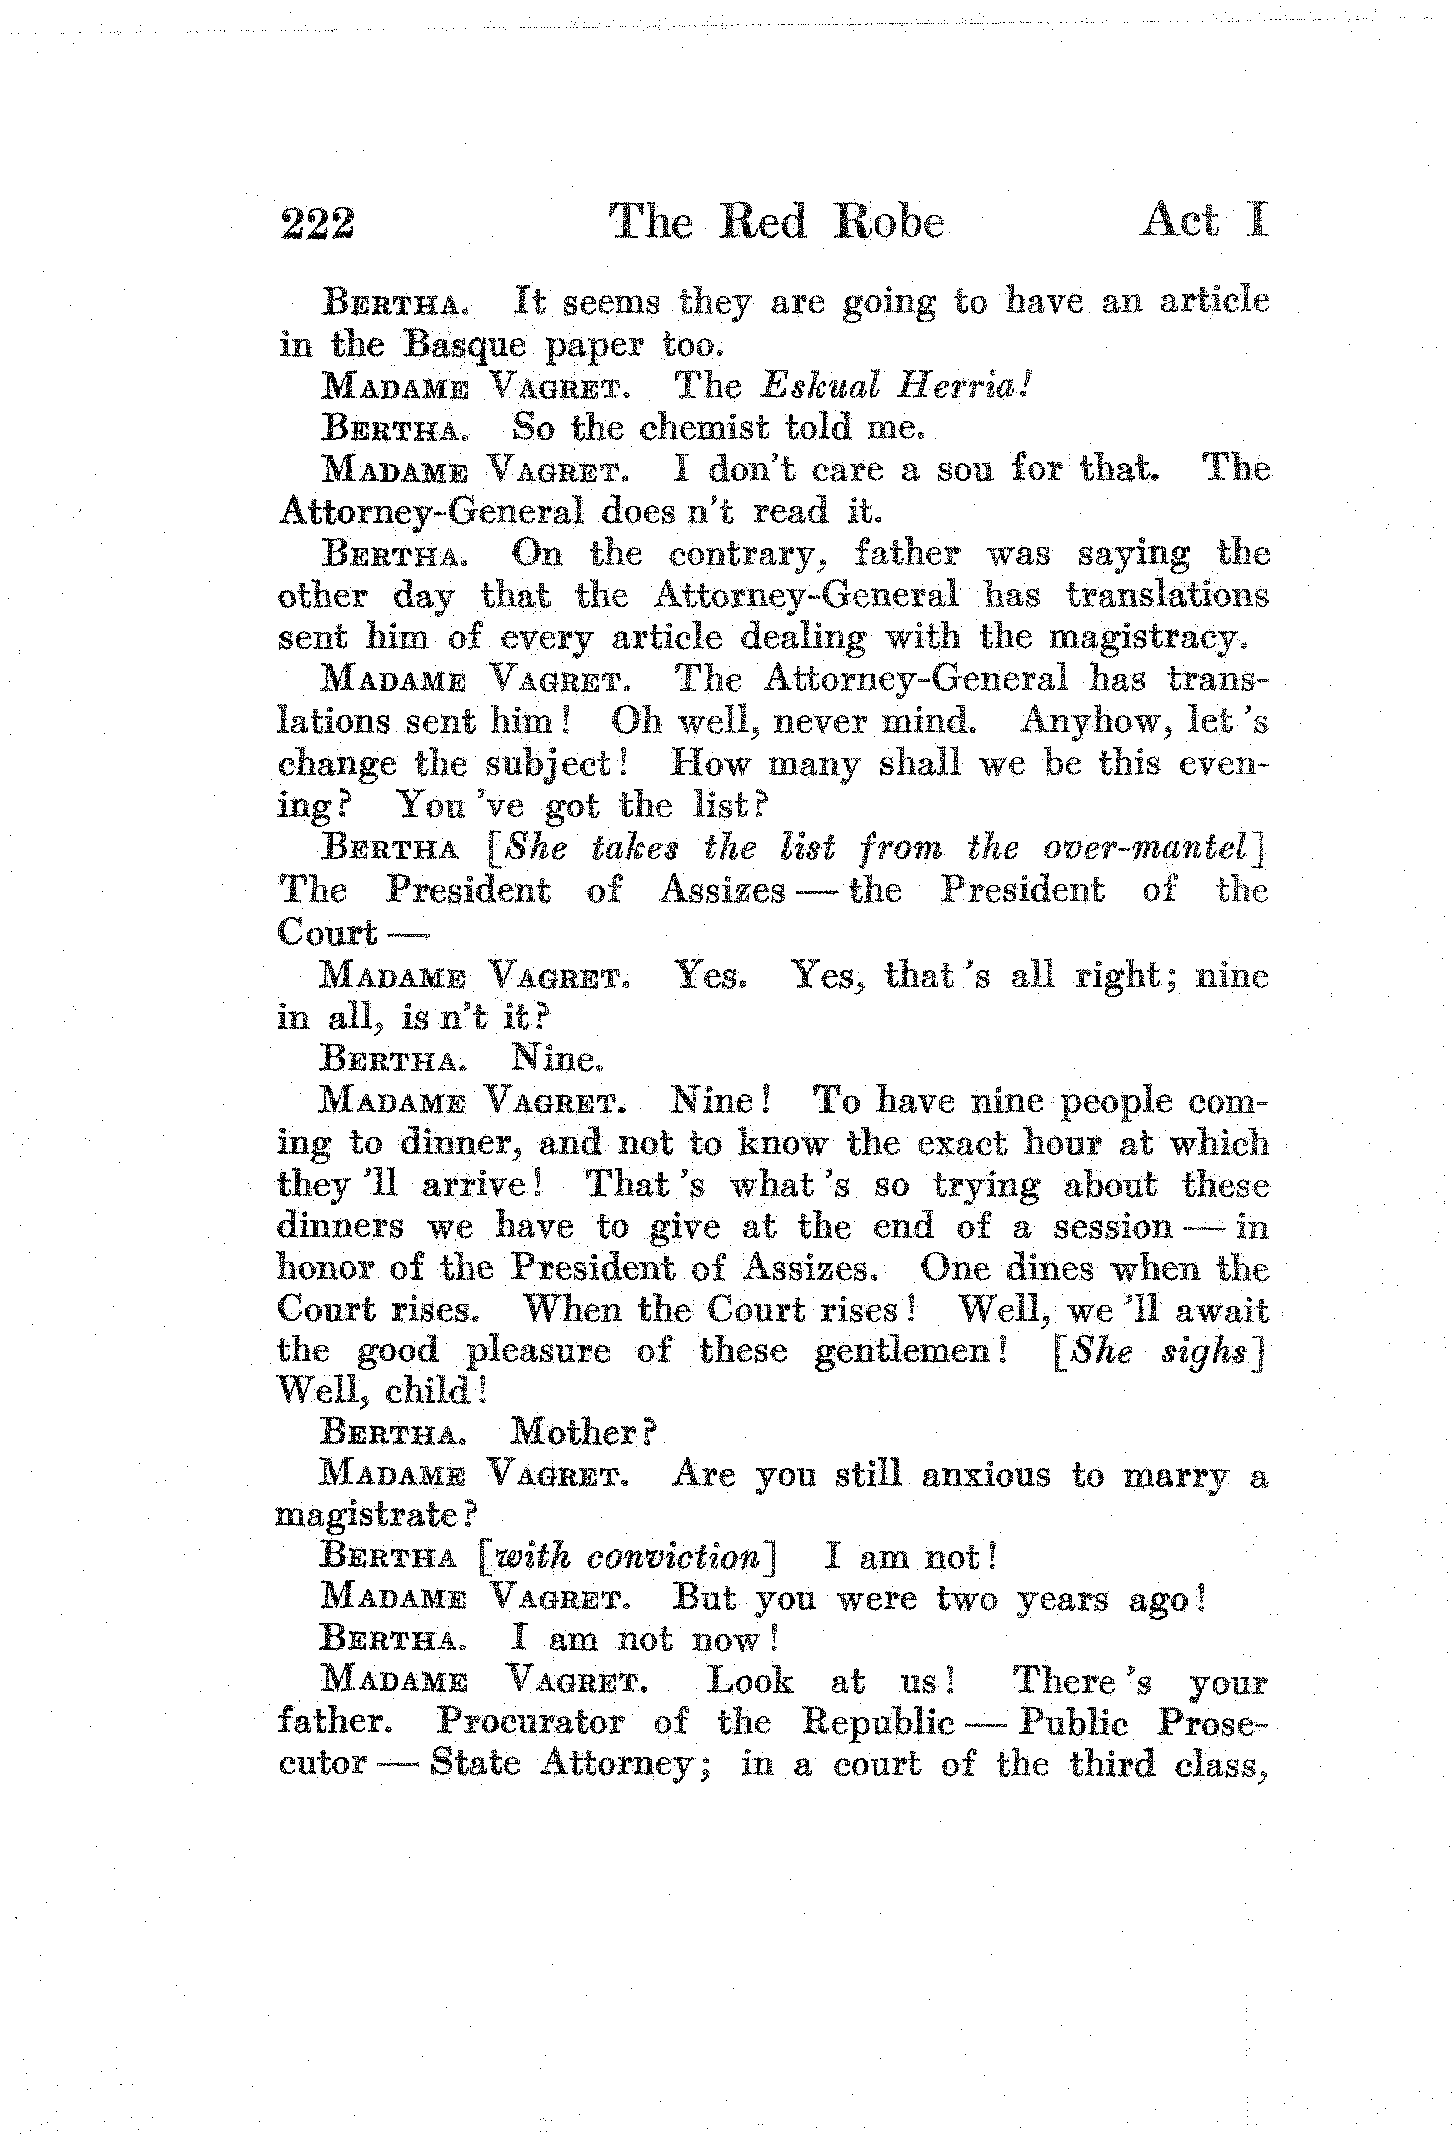 222 The Red Robe Act I
BERTHA. It seems they are going to have an article
in the Basque paper too.
MADAME VAGRET. The Eskual Herria!
BERTHA. So the chemist told me.
MADAME VAGRET. I don't care a sou for that. The
Attorney-General does n't read it.
BERTHA. On the contrary, father was saying the
other day that the Attorney-General has translations
sent him of every article dealing with the magistracy.
MADAME VAGRET. The Attorney-General has trans-
lations sent him! Oh well, never mind. Anyhow, let 's
change the subject! How many shall we be this even-
ing? You 've got the list?
BERTHA [She takes the list from the over-mantel]
The President of Assizes — the President of the
Court —
MADAME VAGRET. Yes. Yes, that 's all right; nine
in all, is n't it?
BERTHA. Nine.
MADAME VAGRET. Nine! To have nine people com-
ing to dinner, and not to know the exact hour at which
they 'll arrive! That 's what 's so trying about these
dinners we have to give at the end of a session — in
honor of the President of Assizes. One dines when the
Court rises. When the Court rises! Well, we 'll await
the good pleasure of these gentlemen! [She sighs]
Well, child!
BERTHA. Mother?
MADAME VAGRET. Are you still anxious to marry a
magistrate?
BERTHA [with conviction] I am not!
MADAME VAGRET. But you were two years ago!
BERTHA. I am not now!
MADAME VAGRET. Look at us! There 's your
father. Procurator of the Republic — Public Prose-
cutor — State Attorney; in a court of the third class,